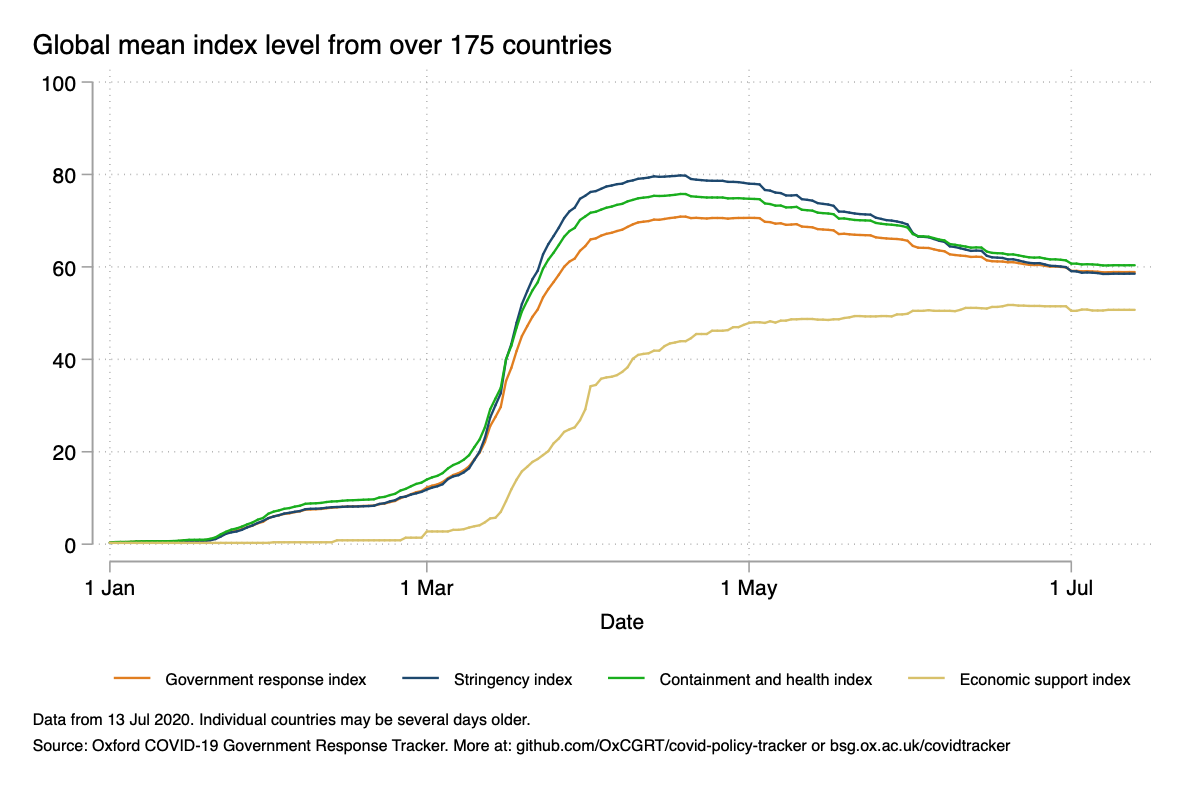 Global mean index level from over 175 countries
100
80
60
40
20
0
1 Jan 1 Mar 1 May 1 Jul
Date
Government response index Stringency index Containment and health index Economic support index
Data from 13 Jul 2020. Individual countries may be several days older.
Source: Oxford COVID-19 Government Response Tracker. More at: github.com/OxCGRT/covid-policy-tracker or bsg.ox.ac.uk/covidtracker